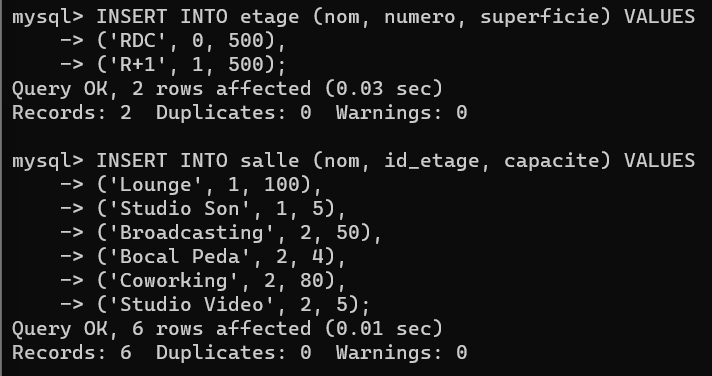 mysql> INSERT INTO etage (nom, numero, superficie) VALUES
    -> ('RDC', 0, 500),
    -> ('R+1', 1, 500);
Query OK, 2 rows affected (0.03 sec)
Records: 2  Duplicates: 0  Warnings: 0

mysql> INSERT INTO salle (nom, id_etage, capacite) VALUES
    -> ('Lounge', 1, 100),
    -> ('Studio Son', 1, 5),
    -> ('Broadcasting', 2, 50),
    -> ('Bocal Peda', 2, 4),
    -> ('Coworking', 2, 80),
    -> ('Studio Video', 2, 5);
Query OK, 6 rows affected (0.01 sec)
Records: 6  Duplicates: 0  Warnings: 0